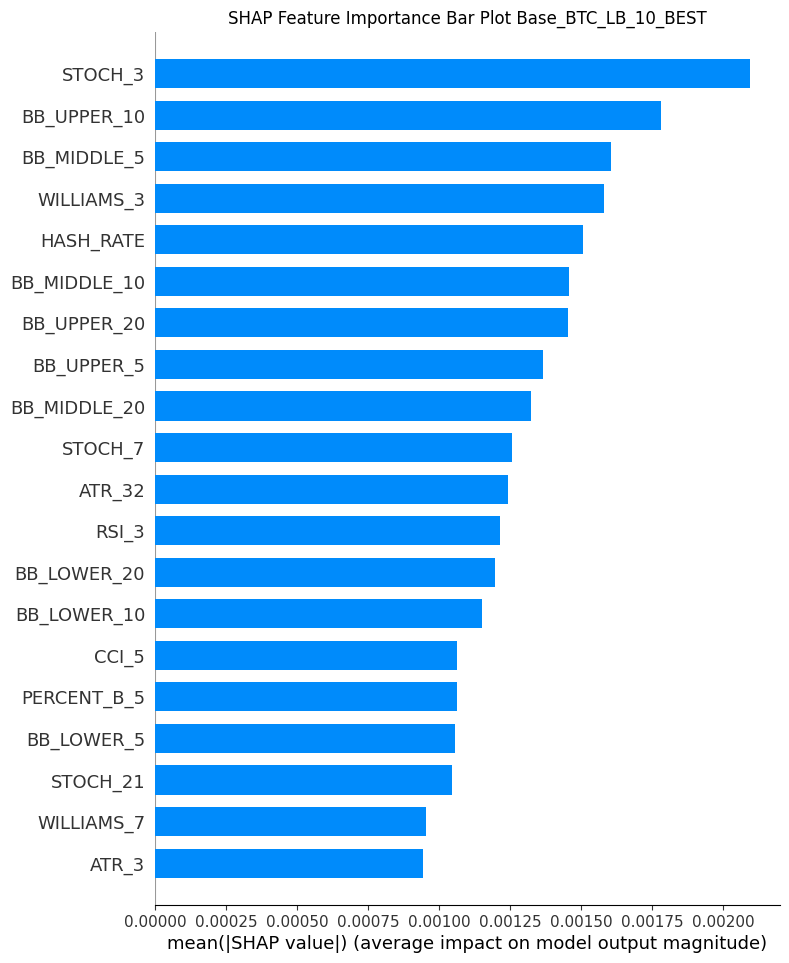 SHAP Feature Importance Bar Plot Base_BTC_LB_10_BEST
STOCH_3
BB_UPPER_10
BB_MIDDLE_5
WILLIAMS_3
HASH_RATE
BB_MIDDLE_10
BB_UPPER_20
BB_UPPER_5
BB_MIDDLE_20
STOCH_7
ATR_32
RSI_3
BB_LOWER_20
BB_LOWER_10
CCI_5
PERCENT_B_5
BB_LOWER_5
STOCH_21
WILLIAMS_7
ATR_3
0.00000 0.00025 0.00050 0.00075 0.00100 0.00125 0.00150 0.00175 0.00200
mean(|SHAP value|) (average impact on model output magnitude)